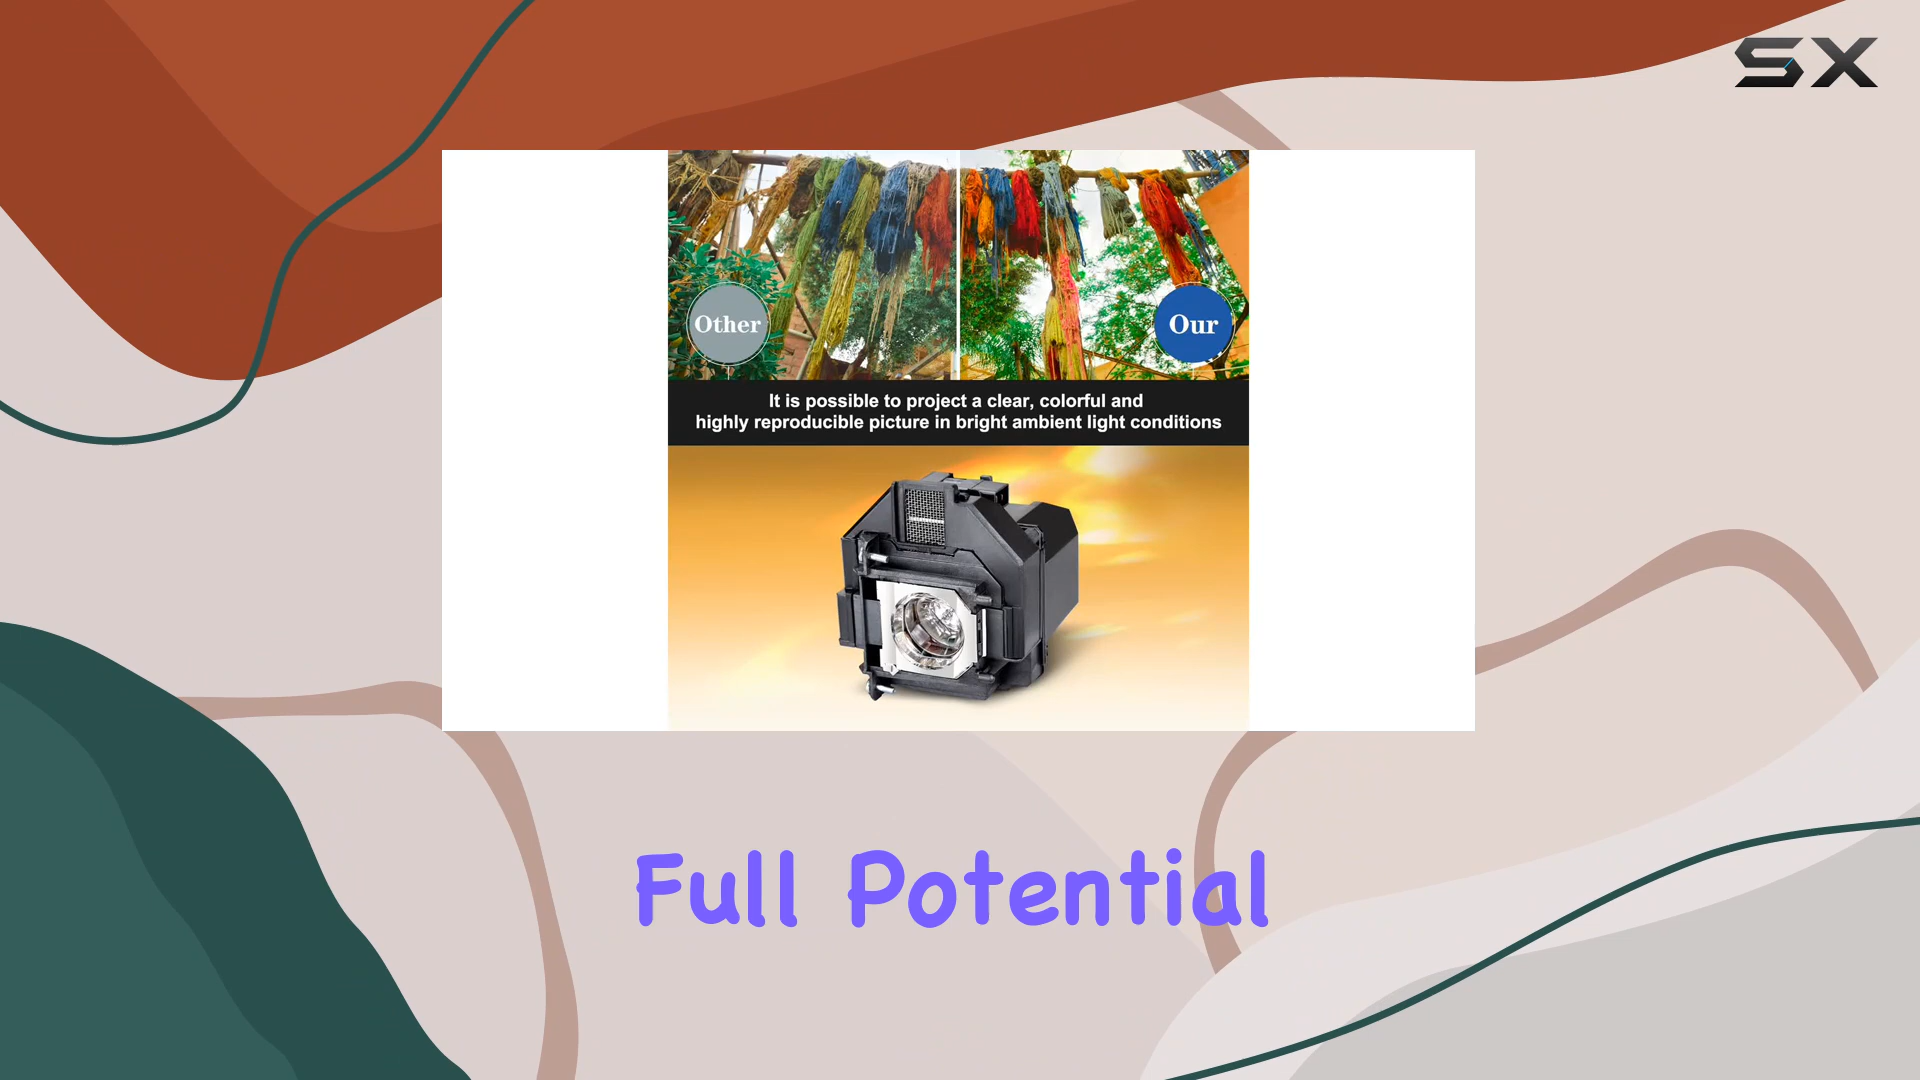 SX
Other
Our
It is possible to project a clear, colorful and
highly reproducible picture in bright ambient light conditions
Full Potential